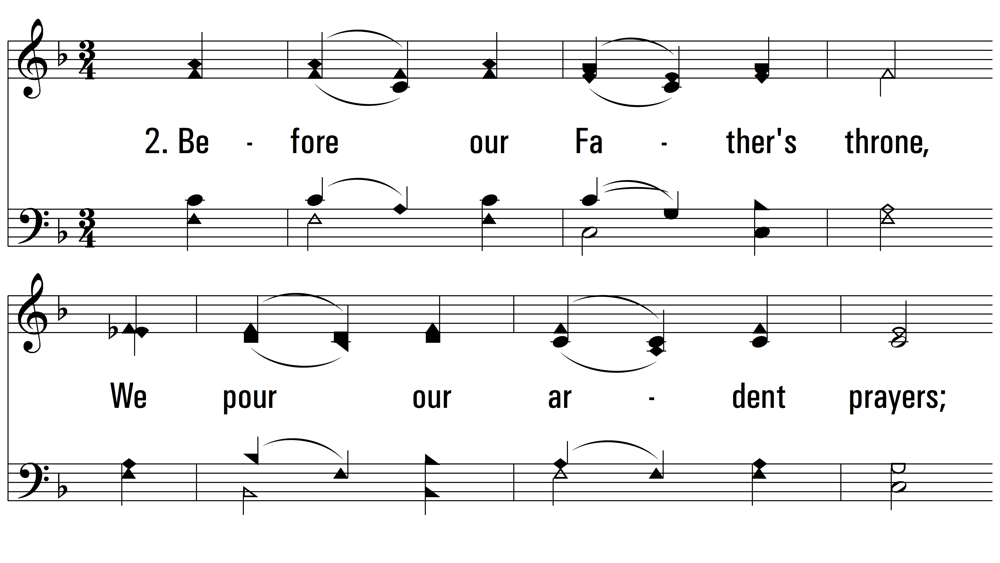 2. Be - fore our Fa - ther's throne,
We pour our ar - dent prayers;